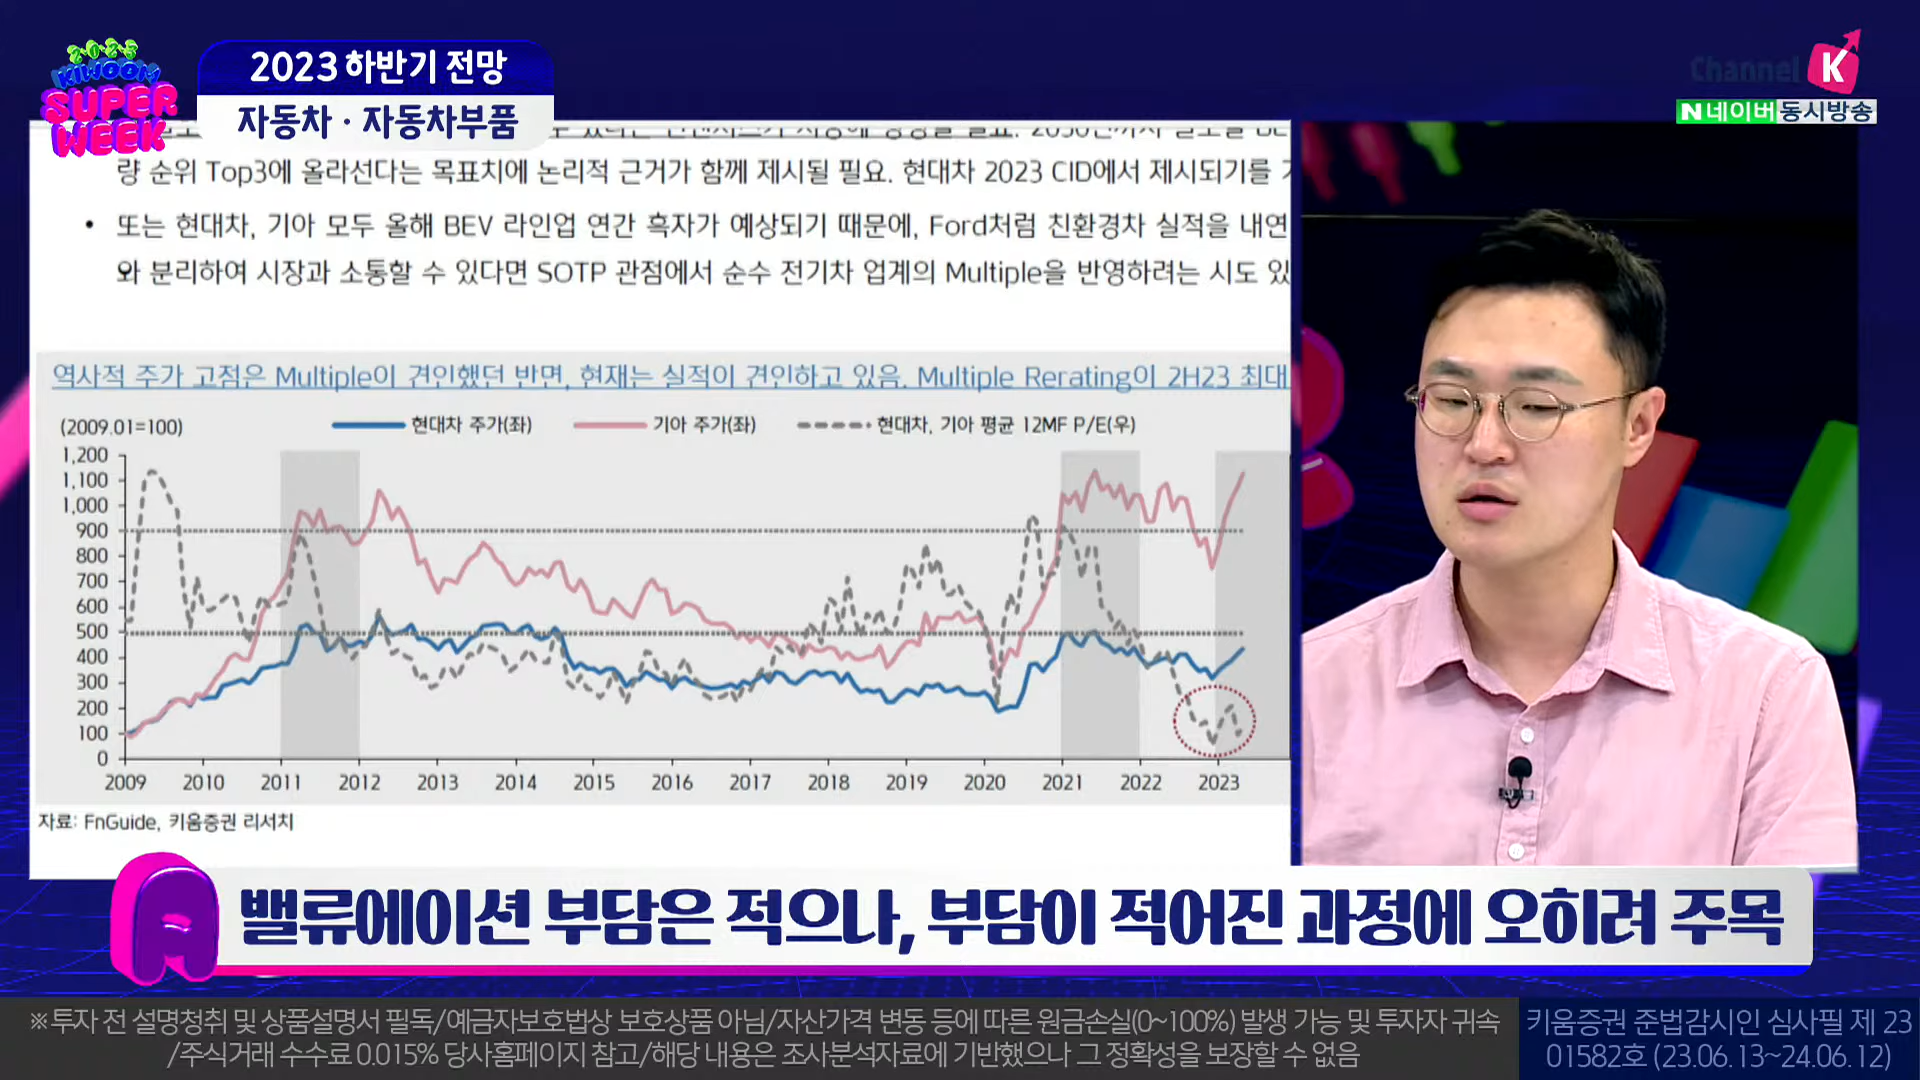 2023
KIWOOM
SUPER
WEEK
2023 하반기 전망
자동차 · 자동차부품
Channel K
N 네이버 동시방송
량 순위 Top3에 올라선다는 목표치에 논리적 근거가 함께 제시될 필요. 현대차 2023 CID에서 제시되기를
• 또는 현대차, 기아 모두 올해 BEV 라인업 연간 흑자가 예상되기 때문에, Ford처럼 친환경차 실적을 내연
와 분리하여 시장과 소통할 수 있다면 SOTP 관점에서 순수 전기차 업계의 Multiple을 반영하려는 시도
역사적 주가 고점은 Multiple이 견인했던 반면, 현재는 실적이 견인하고 있음. Multiple Rerating이 2H23 최대
(2009.01=100)
현대차 주가(좌)
기아 주가(좌)
현대차, 기아 평균 12MF P/E(우)
1,200
1,100
1,000
900
800
700
600
500
400
300
200
100
0
2009 2010 2011 2012 2013 2014 2015 2016 2017 2018 2019 2020 2021 2022 2023
자료: FnGuide, 키움증권 리서치
A
밸류에이션 부담은 적으나, 부담이 적어진 과정에 오히려 주목
※투자 전 설명청취 및 상품설명서 필독/예금자보호법상 보호상품 아님/자산가격 변동 등에 따른 원금손실(0~100%) 발생 가능 및 투자자 귀속
/주식거래 수수료 0.015% 당사홈페이지 참고/해당 내용은 조사분석자료에 기반했으나 그 정확성을 보장할 수 없음
키움증권 준법감시인 심사필 제 23
01582호 (23.06.13~24.06.12)